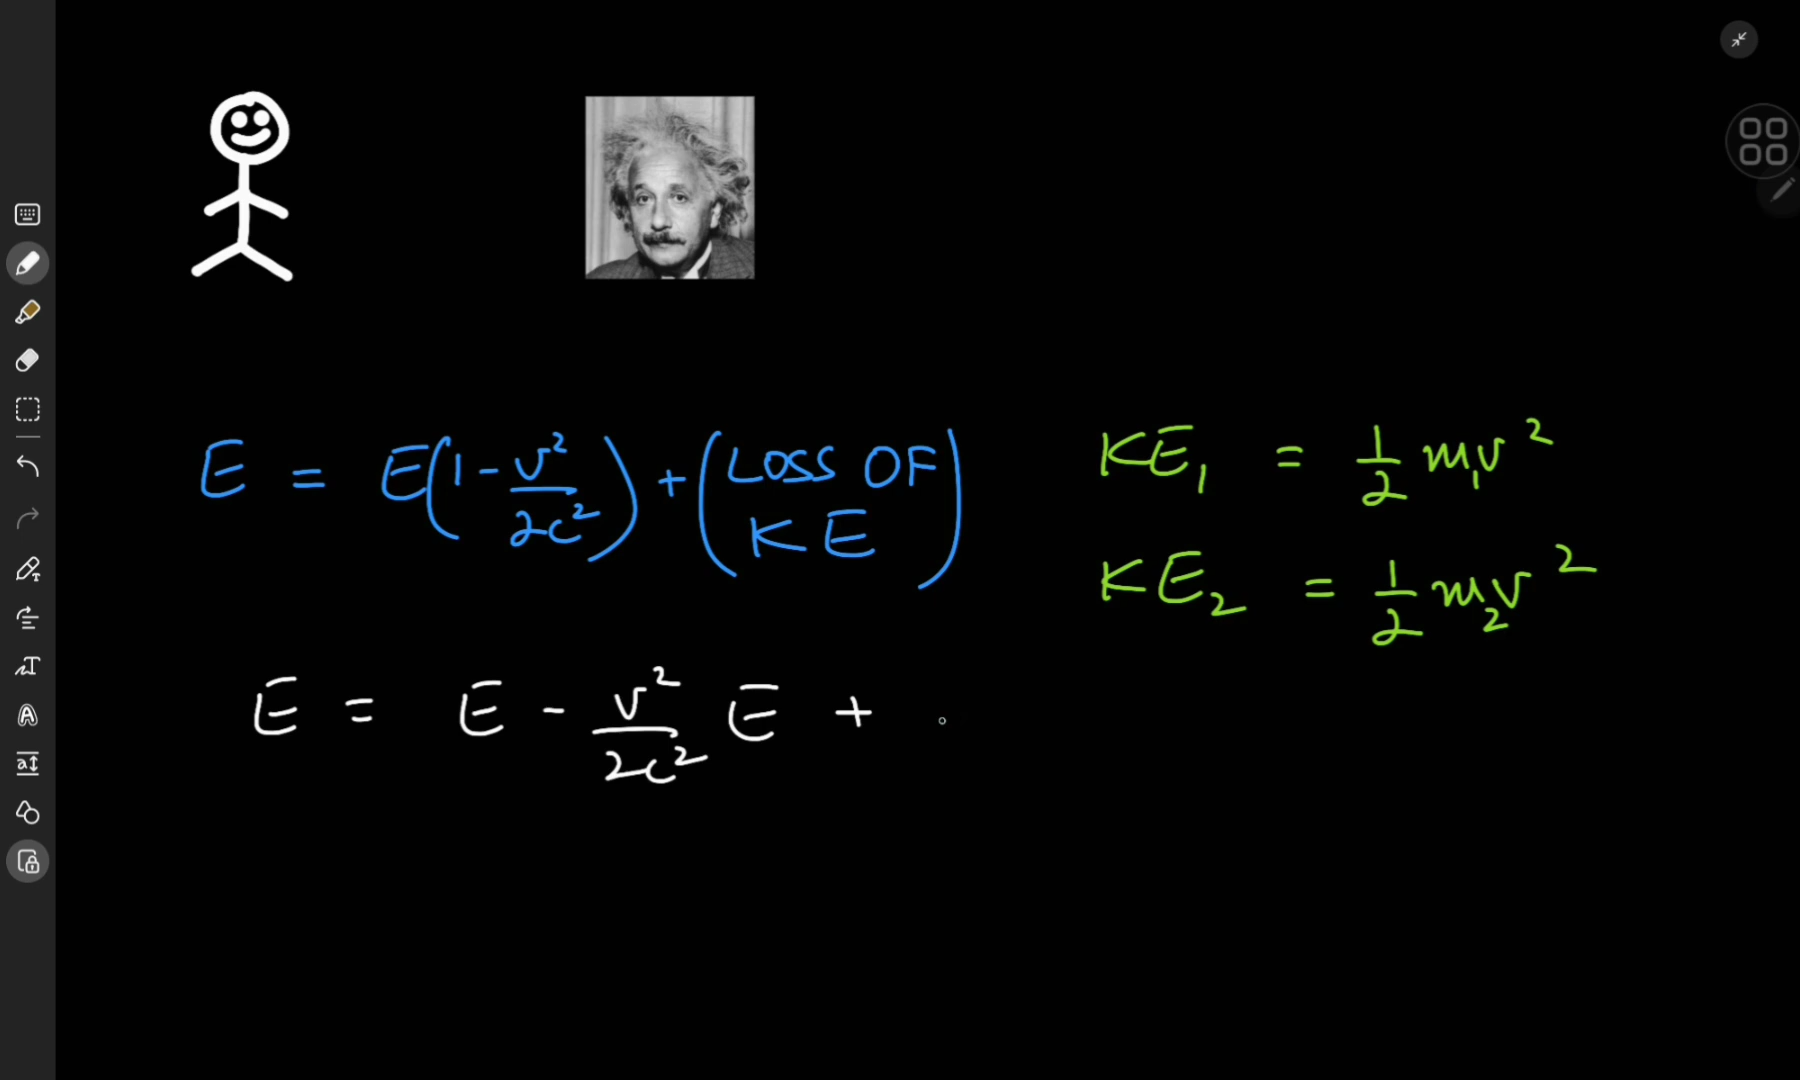 E = E(1 - v²/2c²) + (LOSS OF KE)
KE₁ = 1/2 m₁v²
KE₂ = 1/2 m₂v²
E = E - v²/2c² E +